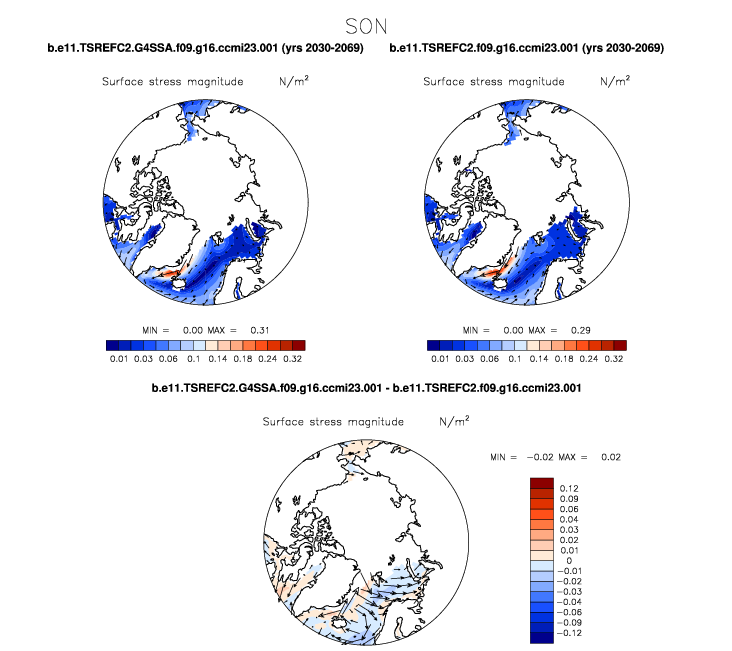 SON
b.e11.TSREFC2.G4SSA.f09.g16.ccmi23.001 (yrs 2030-2069) b.e11.TSREFC2.f09.g16.ccmi23.001 (yrs 2030-2069)
Surface stress magnitude N/m² Surface stress magnitude N/m²
MIN = 0.00 MAX = 0.31 MIN = 0.00 MAX = 0.29
0.01 0.03 0.06 0.1 0.14 0.18 0.24 0.32 0.01 0.03 0.06 0.1 0.14 0.18 0.24 0.32
b.e11.TSREFC2.G4SSA.f09.g16.ccmi23.001 - b.e11.TSREFC2.f09.g16.ccmi23.001
Surface stress magnitude N/m²
MIN = −0.02 MAX = 0.02
0.12
0.09
0.06
0.04
0.03
0.02
0.01
0
−0.01
−0.02
−0.03
−0.04
−0.06
−0.09
−0.12